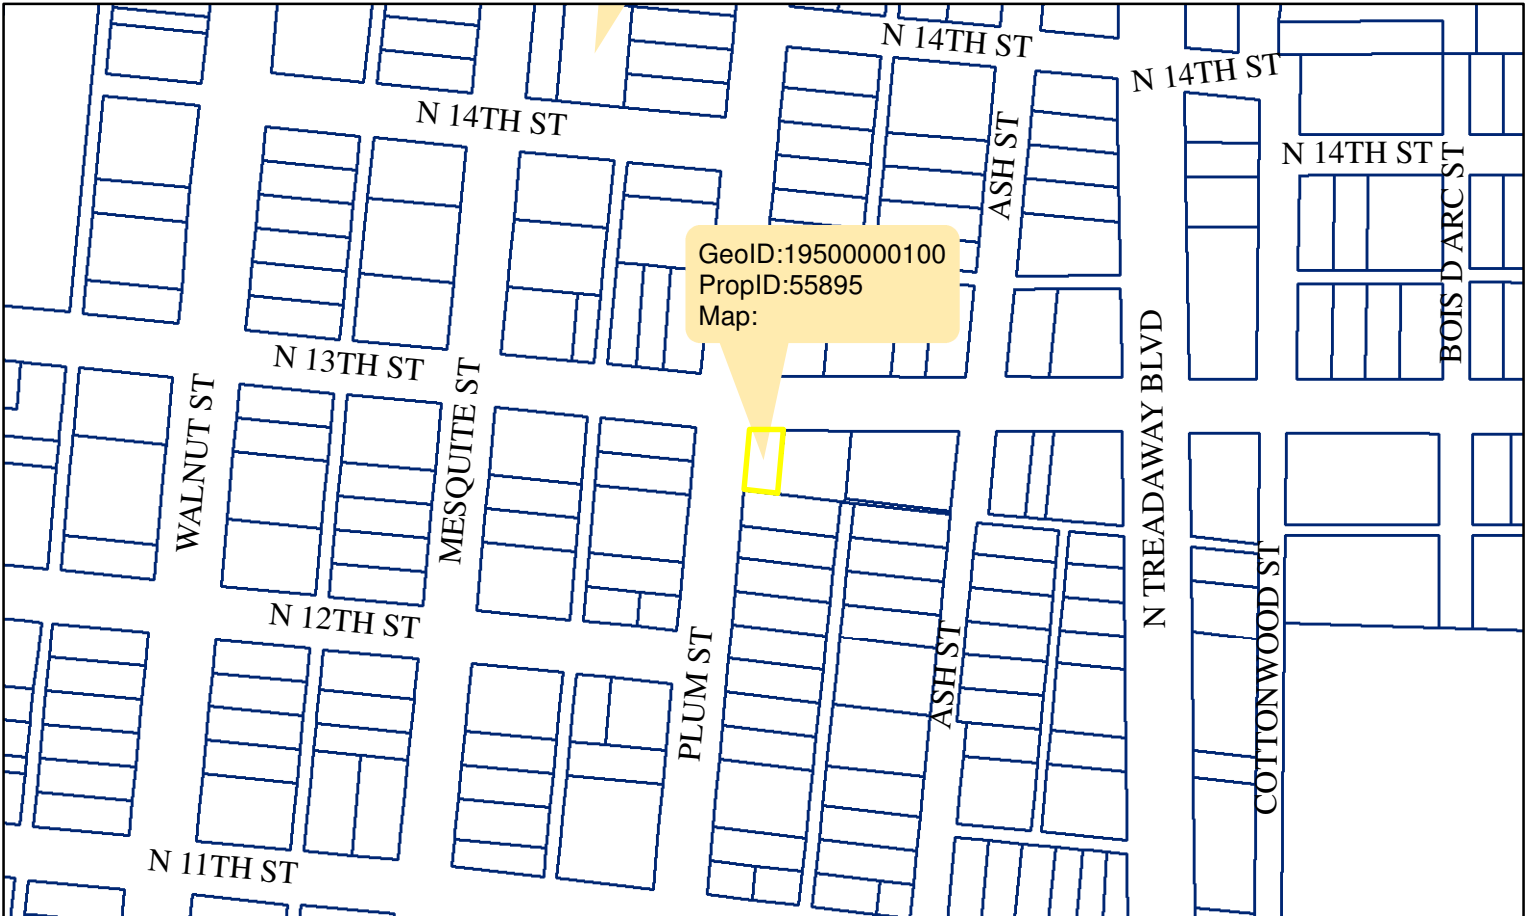 N 14TH ST
N 14TH ST
N 14TH ST
N 14TH ST
ASH ST
BOIS D ARC ST
GeoID:19500000100
PropID:55895
Map:
N 13TH ST
WALNUT ST
MESQUITE ST
N TREADAWAY BLVD
N 12TH ST
PLUM ST
ASH ST
COTTONWOOD ST
N 11TH ST